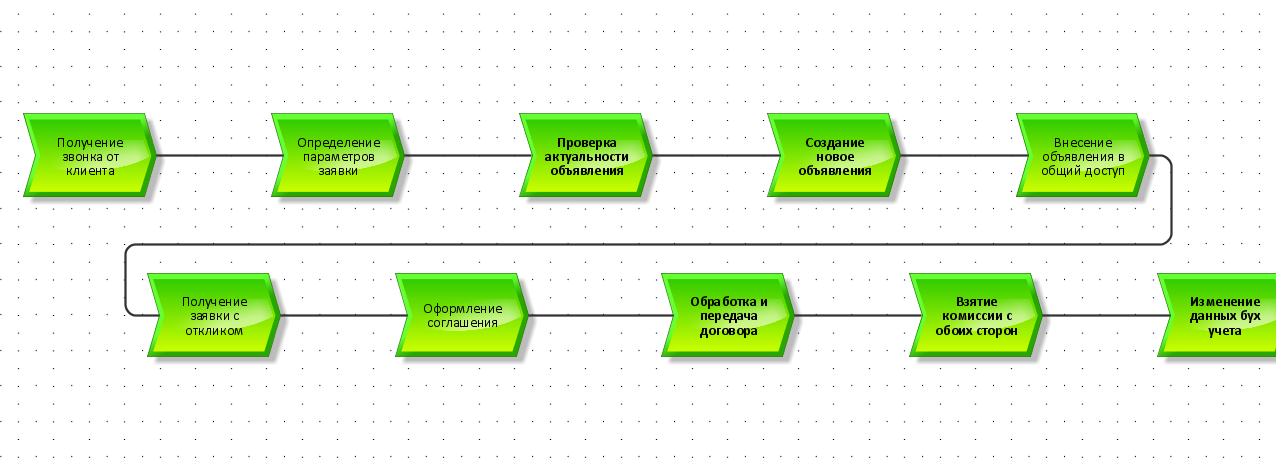 Получение
звонка от
клиента
Определение
параметров
заявки
Проверка
актуальности
объявления
Создание
новое
объявления
Внесение
объявления в
общий доступ
Получение
заявки с
откликом
Оформление
соглашения
Обработка и
передача
договора
Взятие
комиссии с
обоих сторон
Изменение
данных бух
учета